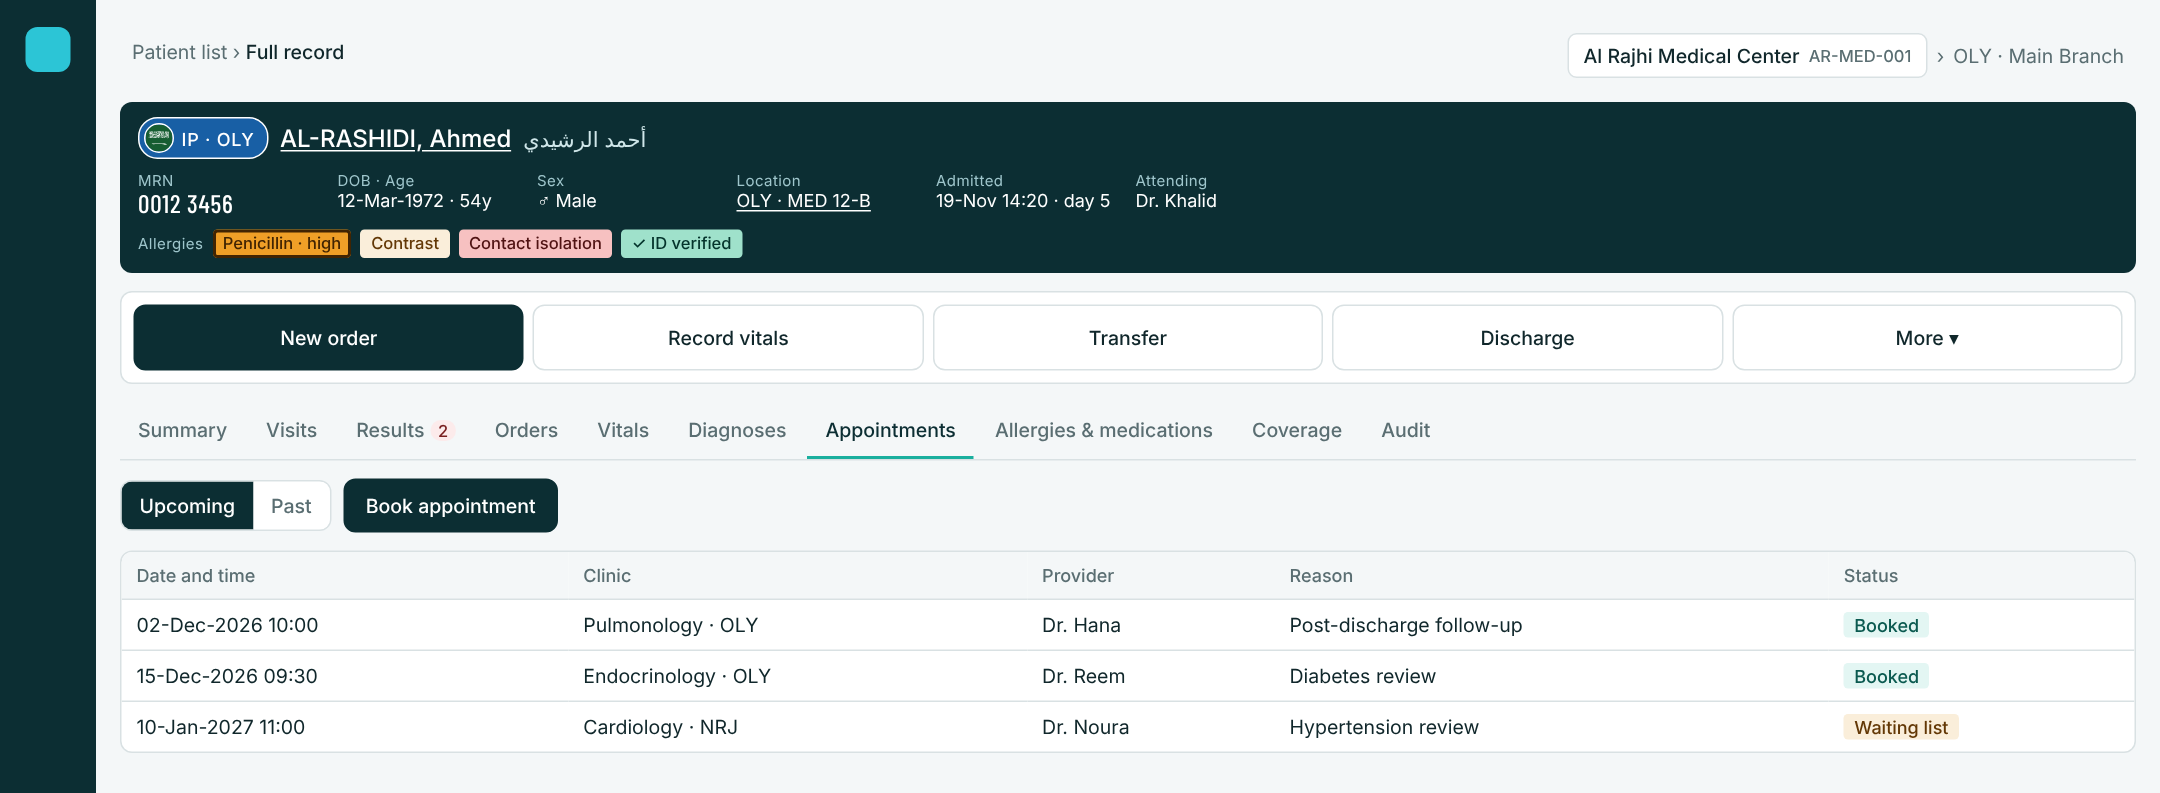 Patient list › Full record
Al Rajhi Medical Center AR-MED-001 › OLY · Main Branch
IP · OLY AL-RASHIDI, Ahmed أحمد الرشيدي
MRN DOB · Age Sex Location Admitted Attending
0012 3456 12-Mar-1972 · 54y ♂ Male OLY · MED 12-B 19-Nov 14:20 · day 5 Dr. Khalid
Allergies Penicillin · high Contrast Contact isolation ✓ ID verified
New order Record vitals Transfer Discharge More ▾
Summary Visits Results 2 Orders Vitals Diagnoses Appointments Allergies & medications Coverage Audit
Upcoming Past Book appointment
Date and time Clinic Provider Reason Status
02-Dec-2026 10:00 Pulmonology · OLY Dr. Hana Post-discharge follow-up Booked
15-Dec-2026 09:30 Endocrinology · OLY Dr. Reem Diabetes review Booked
10-Jan-2027 11:00 Cardiology · NRJ Dr. Noura Hypertension review Waiting list